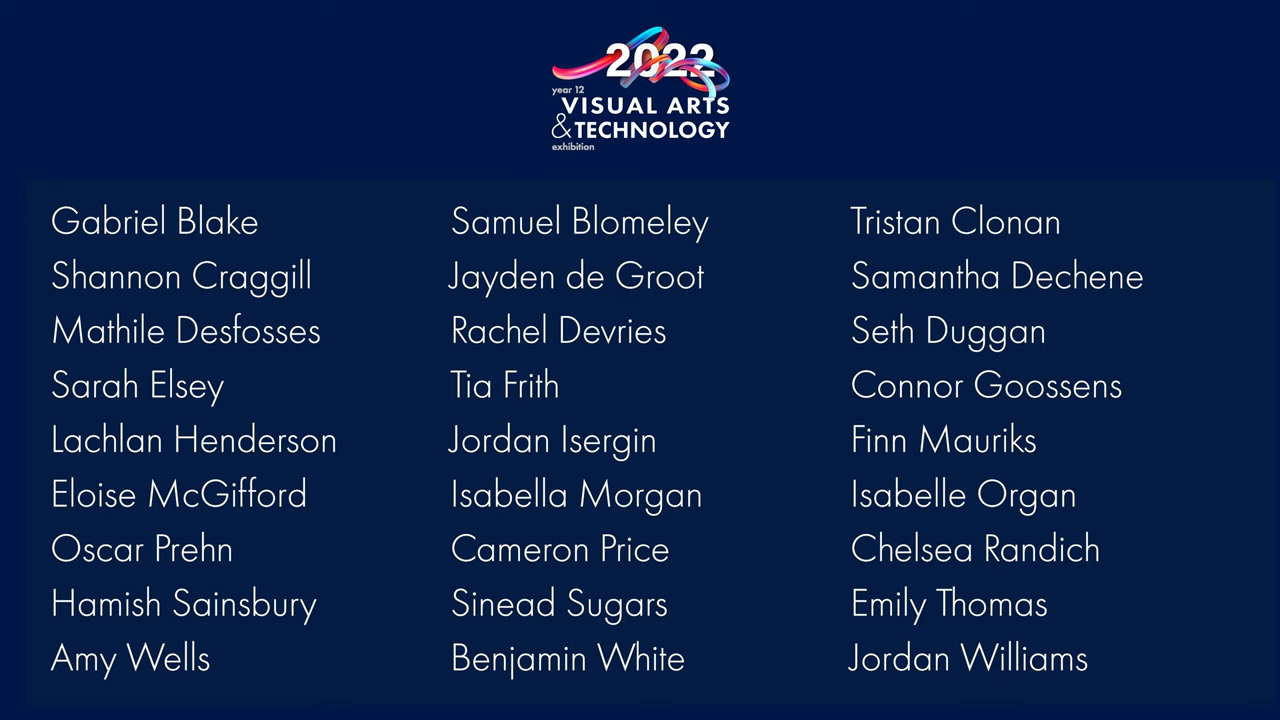 2022
year 12
VISUAL ARTS
& TECHNOLOGY
exhibition
Gabriel Blake Samuel Blomeley Tristan Clonan
Shannon Craggill Jayden de Groot Samantha Dechene
Mathile Desfosses Rachel Devries Seth Duggan
Sarah Elsey Tia Frith Connor Goossens
Lachlan Henderson Jordan Isergin Finn Mauriks
Eloise McGifford Isabella Morgan Isabelle Organ
Oscar Prehn Cameron Price Chelsea Randich
Hamish Sainsbury Sinead Sugars Emily Thomas
Amy Wells Benjamin White Jordan Williams